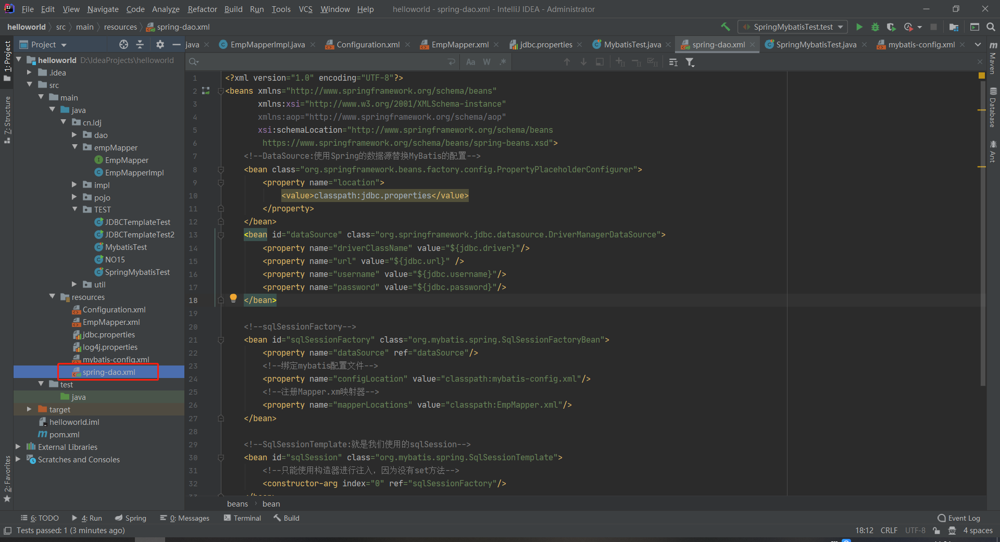 File Edit View Navigate Code Analyze Refactor Build Run Tools VCS Window Help helloworld - spring-dao.xml - IntelliJ IDEA - Administrator
helloworld src main resources spring-dao.xml SpringMybatisTest.test
Project java EmpMapperImpl.java Configuration.xml EmpMapper.xml jdbc.properties MybatisTest.java spring-dao.xml SpringMybatisTest.java mybatis-config.xml
Aa W .*
1: Project
7: Structure
2: Favorites
helloworld D:\IdeaProjects\helloworld
.idea
src
main
java
cn.ldj
dao
empMapper
EmpMapper
EmpMapperImpl
impl
pojo
TEST
JDBCTemplateTest
JDBCTemplateTest2
MybatisTest
NO15
SpringMybatisTest
util
resources
Configuration.xml
EmpMapper.xml
jdbc.properties
log4j.properties
mybatis-config.xml
spring-dao.xml
test
java
target
helloworld.iml
pom.xml
External Libraries
Scratches and Consoles
1 <?xml version="1.0" encoding="UTF-8"?>
2 <beans xmlns="http://www.springframework.org/schema/beans"
3 xmlns:xsi="http://www.w3.org/2001/XMLSchema-instance"
4 xmlns:aop="http://www.springframework.org/schema/aop"
5 xsi:schemaLocation="http://www.springframework.org/schema/beans
6 https://www.springframework.org/schema/beans/spring-beans.xsd">
7 <!--DataSource:使用Spring的数据源替换MyBatis的配置-->
8 <bean class="org.springframework.beans.factory.config.PropertyPlaceholderConfigurer">
9 <property name="location">
10 <value>classpath:jdbc.properties</value>
11 </property>
12 </bean>
13 <bean id="dataSource" class="org.springframework.jdbc.datasource.DriverManagerDataSource">
14 <property name="driverClassName" value="${jdbc.driver}"/>
15 <property name="url" value="${jdbc.url}" />
16 <property name="username" value="${jdbc.username}"/>
17 <property name="password" value="${jdbc.password}"/>
18 </bean>
19
20 <!--sqlSessionFactory-->
21 <bean id="sqlSessionFactory" class="org.mybatis.spring.SqlSessionFactoryBean">
22 <property name="dataSource" ref="dataSource"/>
23 <!--绑定mybatis配置文件-->
24 <property name="configLocation" value="classpath:mybatis-config.xml"/>
25 <!--注册Mapper.xm映射器-->
26 <property name="mapperLocations" value="classpath:EmpMapper.xml"/>
27 </bean>
28
29 <!--SqlSessionTemplate:就是我们使用的sqlSession-->
30 <bean id="sqlSession" class="org.mybatis.spring.SqlSessionTemplate">
31 <!--只能使用构造器进行注入，因为没有set方法-->
32 <constructor-arg index="0" ref="sqlSessionFactory"/>
beans bean
Maven
Database
Ant
6: TODO 4: Run Spring 0: Messages Terminal Build Event Log
Tests passed: 1 (3 minutes ago) 18:12 CRLF UTF-8 4 spaces